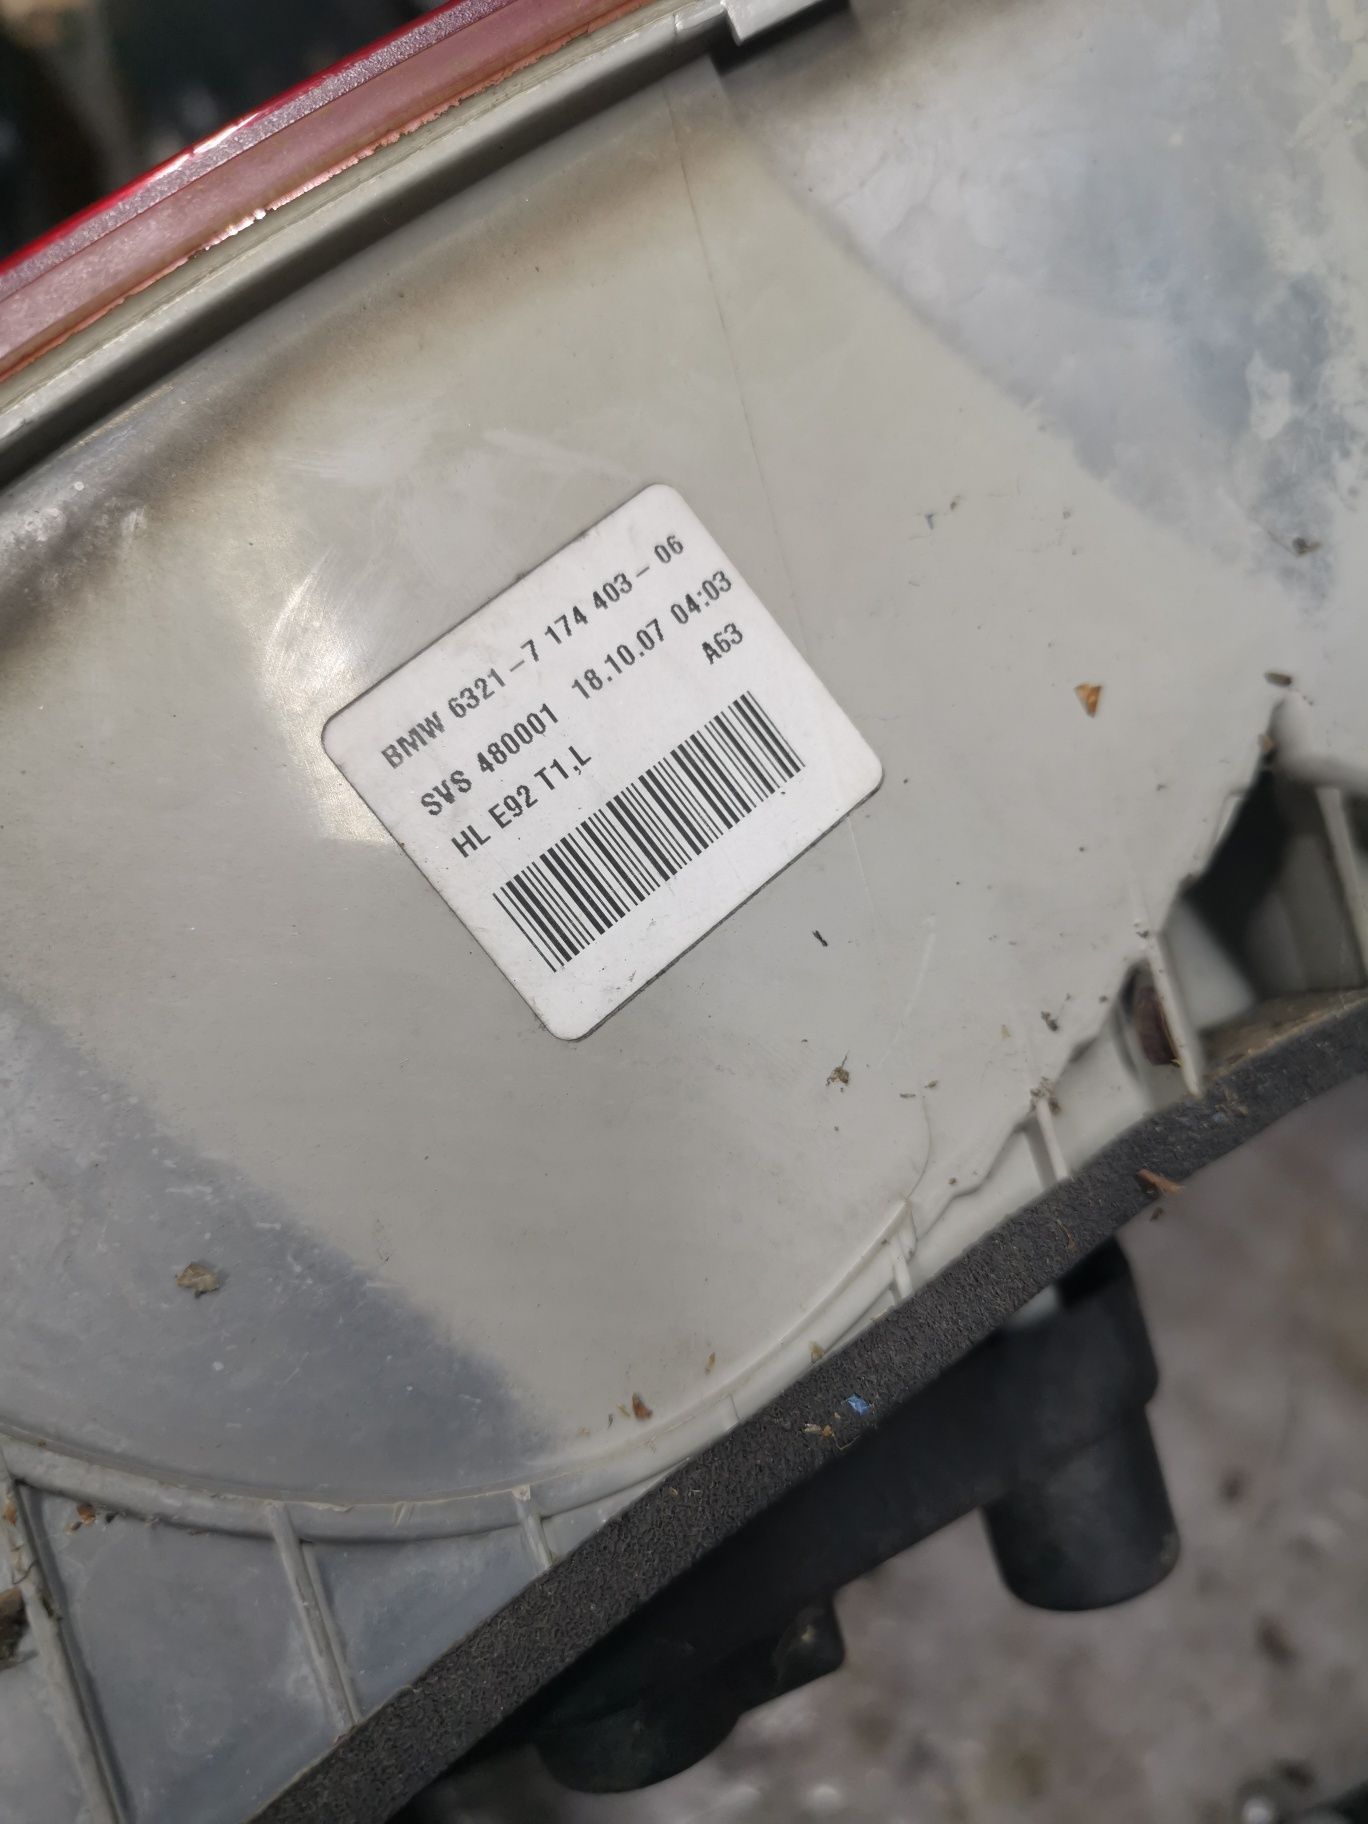 BMW 6321-7 174 403-06
SVS 480001 18.10.07 04:03
HL E92 T1,L A63